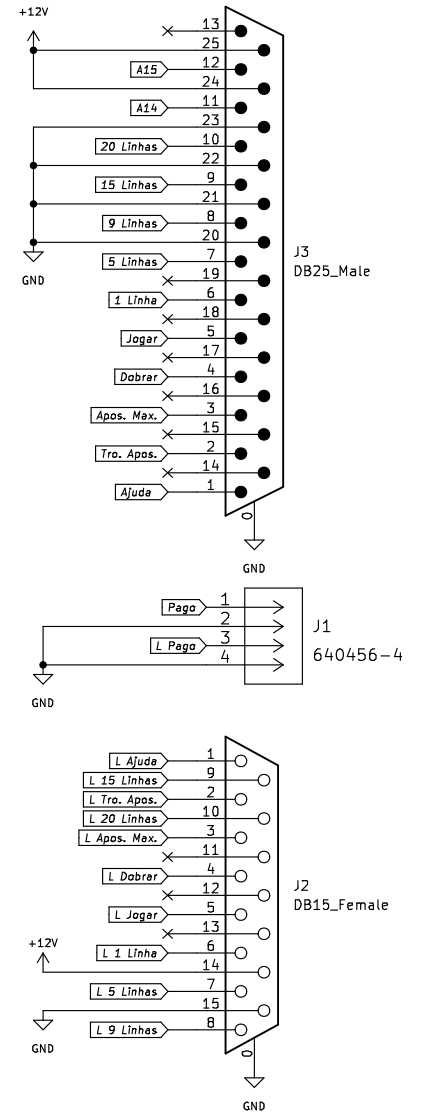 +12V
13
25
A15 12
24
A14 11
23
20 Linhas 10
22
15 Linhas 9
21
9 Linhas 8
20
5 Linhas 7
GND
19
1 Linha 6
18
Jogar 5
17
Dobrar 4
16
Apos. Max. 3
15
Tro. Apos. 2
14
Ajuda 1
J3
DB25_Male
0
GND
Pago 1
2
L Pago 3
4
GND
J1
640456-4
L Ajuda 1
L 15 Linhas 9
L Tro. Apos. 2
L 20 Linhas 10
L Apos. Max. 3
11
L Dobrar 4
12
L Jogar 5
13
L 1 Linha 6
+12V
14
L 5 Linhas 7
15
L 9 Linhas 8
GND
J2
DB15_Female
0
GND